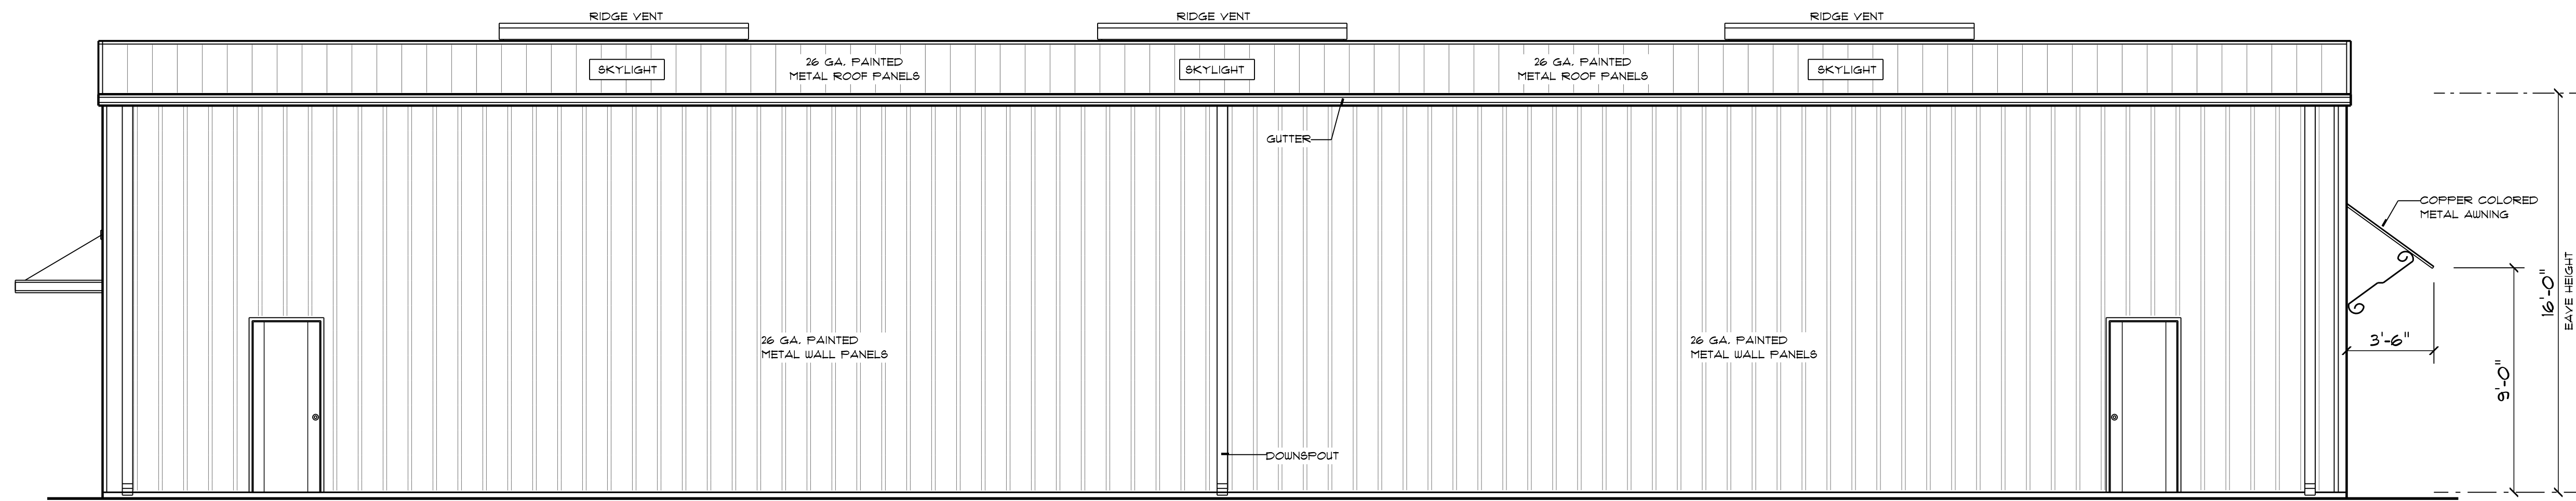 RIDGE VENT
RIDGE VENT
RIDGE VENT
SKYLIGHT
26 GA. PAINTED
METAL ROOF PANELS
SKYLIGHT
26 GA. PAINTED
METAL ROOF PANELS
SKYLIGHT
GUTTER
COPPER COLORED
METAL AWNING
16'-0"
EAVE HEIGHT
3'-6"
9'-0"
26 GA. PAINTED
METAL WALL PANELS
26 GA. PAINTED
METAL WALL PANELS
DOWNSPOUT